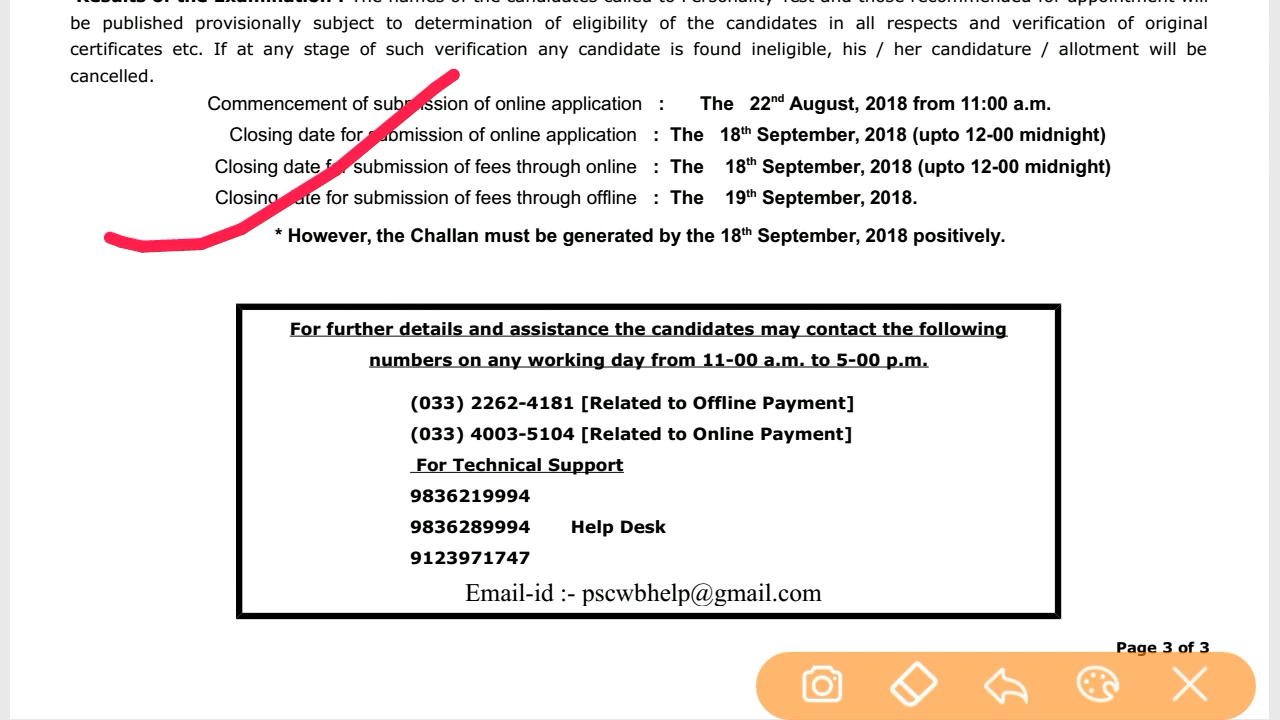 be published provisionally subject to determination of eligibility of the candidates in all respects and verification of original
certificates etc. If at any stage of such verification any candidate is found ineligible, his / her candidature / allotment will be
cancelled.
Commencement of submission of online application : The 22nd August, 2018 from 11:00 a.m.
Closing date for submission of online application : The 18th September, 2018 (upto 12-00 midnight)
Closing date for submission of fees through online : The 18th September, 2018 (upto 12-00 midnight)
Closing date for submission of fees through offline : The 19th September, 2018.
* However, the Challan must be generated by the 18th September, 2018 positively.
For further details and assistance the candidates may contact the following
numbers on any working day from 11-00 a.m. to 5-00 p.m.
(033) 2262-4181 [Related to Offline Payment]
(033) 4003-5104 [Related to Online Payment]
For Technical Support
9836219994
9836289994 Help Desk
9123971747
Email-id :- pscwbhelp@gmail.com
Page 3 of 3